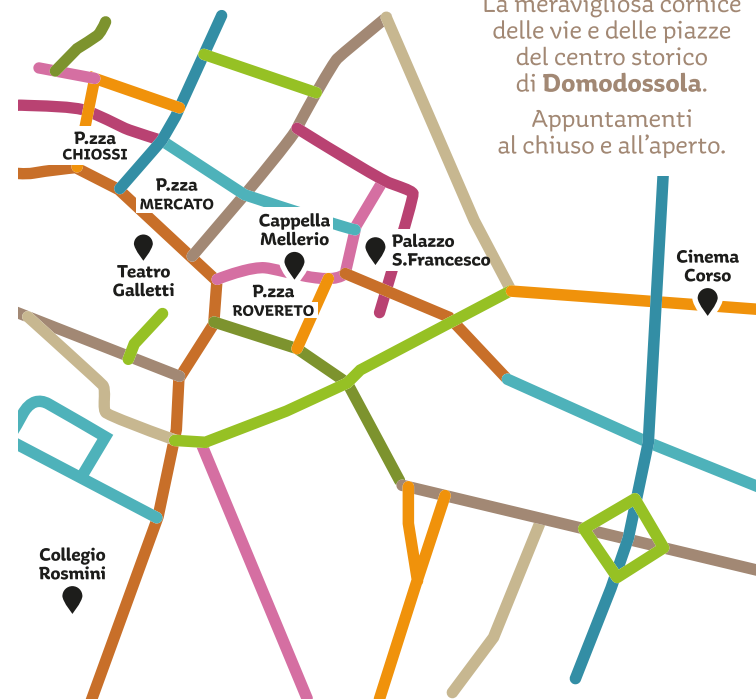 La meravigliosa cornice
delle vie e delle piazze
del centro storico
di Domodossola.
Appuntamenti
al chiuso e all'aperto.
P.zza
CHIOSSI
P.zza
MERCATO
Cappella
Mellerio
Palazzo
S.Francesco
Teatro
Galletti
P.zza
ROVERETO
Cinema
Corso
Collegio
Rosmini